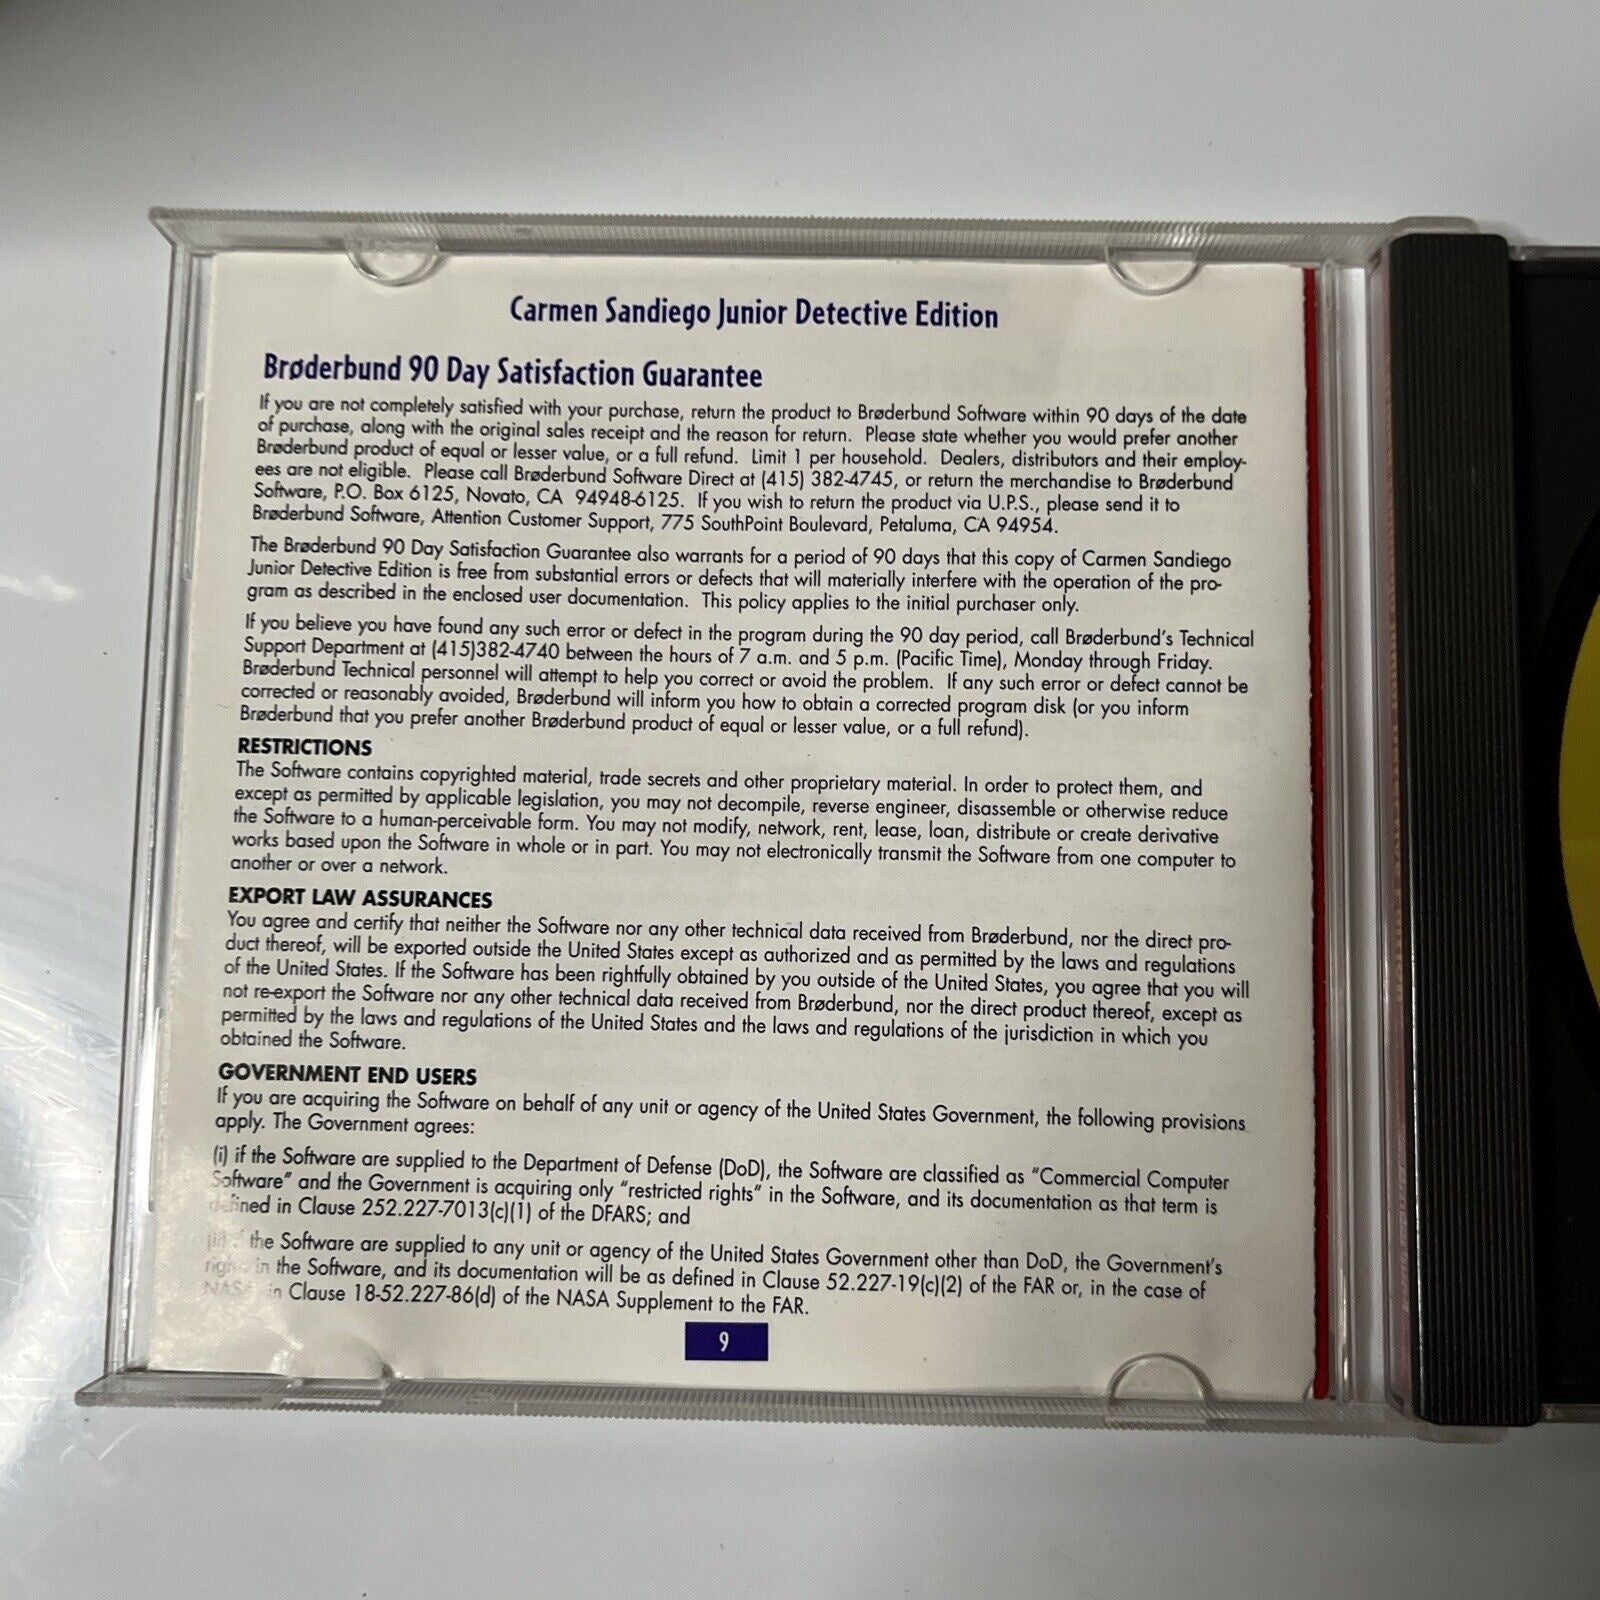 Carmen Sandiego Junior Detective Edition
Brøderbund 90 Day Satisfaction Guarantee
If you are not completely satisfied with your purchase, return the product to Brøderbund Software within 90 days of the date
of purchase, along with the original sales receipt and the reason for return. Please state whether you would prefer another
Brøderbund product of equal or lesser value, or a full refund. Limit 1 per household. Dealers, distributors and their employ-
ees are not eligible. Please call Brøderbund Software Direct at (415) 382-4745, or return the merchandise to Brøderbund
Software, P.O. Box 6125, Novato, CA 94948-6125. If you wish to return the product via U.P.S., please send it to
Brøderbund Software, Attention Customer Support, 775 SouthPoint Boulevard, Petaluma, CA 94954.
The Brøderbund 90 Day Satisfaction Guarantee also warrants for a period of 90 days that this copy of Carmen Sandiego
Junior Detective Edition is free from substantial errors or defects that will materially interfere with the operation of the pro-
gram as described in the enclosed user documentation. This policy applies to the initial purchaser only.
If you believe you have found any such error or defect in the program during the 90 day period, call Brøderbund's Technical
Support Department at (415)382-4740 between the hours of 7 a.m. and 5 p.m. (Pacific Time), Monday through Friday.
Brøderbund Technical personnel will attempt to help you correct or avoid the problem. If any such error or defect cannot be
corrected or reasonably avoided, Brøderbund will inform you how to obtain a corrected program disk (or you inform
Brøderbund that you prefer another Brøderbund product of equal or lesser value, or a full refund).
RESTRICTIONS
The Software contains copyrighted material, trade secrets and other proprietary material. In order to protect them, and
except as permitted by applicable legislation, you may not decompile, reverse engineer, disassemble or otherwise reduce
the Software to a human-perceivable form. You may not modify, network, rent, lease, loan, distribute or create derivative
works based upon the Software in whole or in part. You may not electronically transmit the Software from one computer to
another or over a network.
EXPORT LAW ASSURANCES
You agree and certify that neither the Software nor any other technical data received from Brøderbund, nor the direct pro-
duct thereof, will be exported outside the United States except as authorized and as permitted by the laws and regulations
of the United States. If the Software has been rightfully obtained by you outside of the United States, you agree that you will
not re-export the Software nor any other technical data received from Brøderbund, nor the direct product thereof, except as
permitted by the laws and regulations of the United States and the laws and regulations of the jurisdiction in which you
obtained the Software.
GOVERNMENT END USERS
If you are acquiring the Software on behalf of any unit or agency of the United States Government, the following provisions
apply. The Government agrees:
(i) if the Software are supplied to the Department of Defense (DoD), the Software are classified as "Commercial Computer
Software" and the Government is acquiring only "restricted rights" in the Software, and its documentation as that term is
defined in Clause 252.227-7013(c)(1) of the DFARS; and
(ii) if the Software are supplied to any unit or agency of the United States Government other than DoD, the Government's
rights in the Software, and its documentation will be as defined in Clause 52.227-19(c)(2) of the FAR or, in the case of
NASA, in Clause 18-52.227-86(d) of the NASA Supplement to the FAR.
9